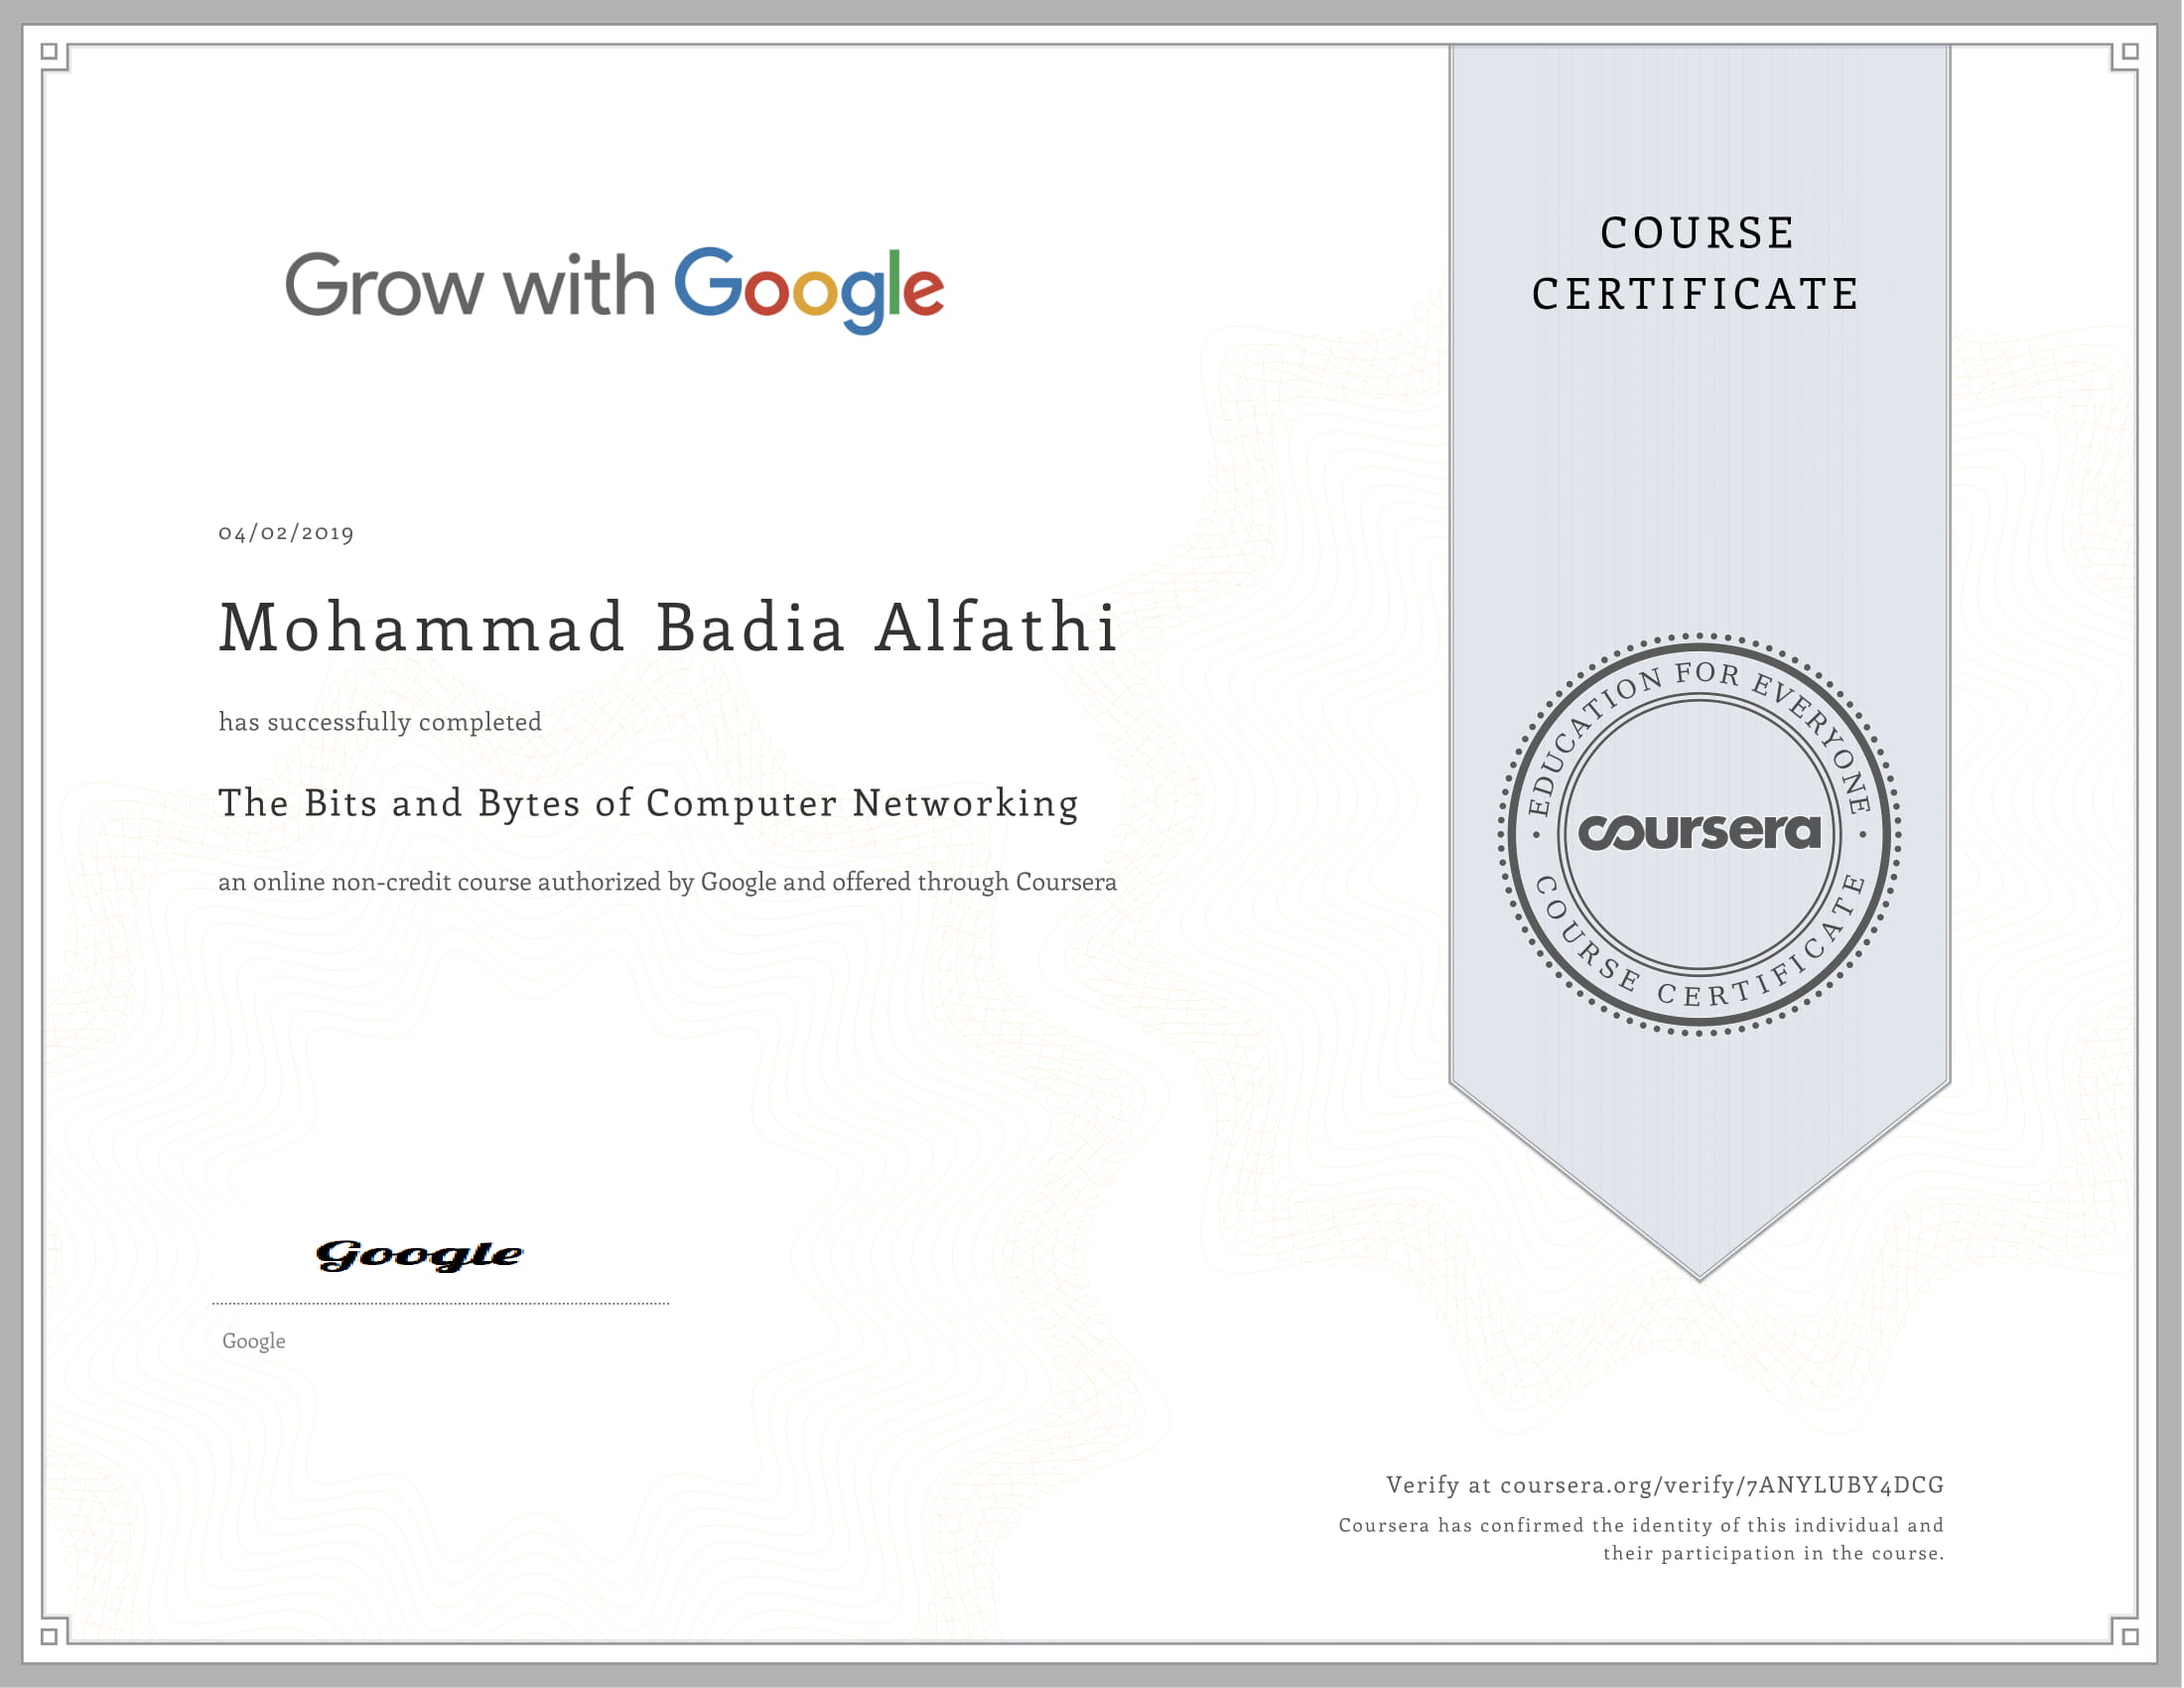 Grow with Google
COURSE
CERTIFICATE
04/02/2019
Mohammad Badia Alfathi
has successfully completed
The Bits and Bytes of Computer Networking
an online non-credit course authorized by Google and offered through Coursera
EDUCATION FOR EVERYONE
coursera
COURSE CERTIFICATE
Google
Google
Verify at coursera.org/verify/7ANYLUBY4DCG
Coursera has confirmed the identity of this individual and
their participation in the course.